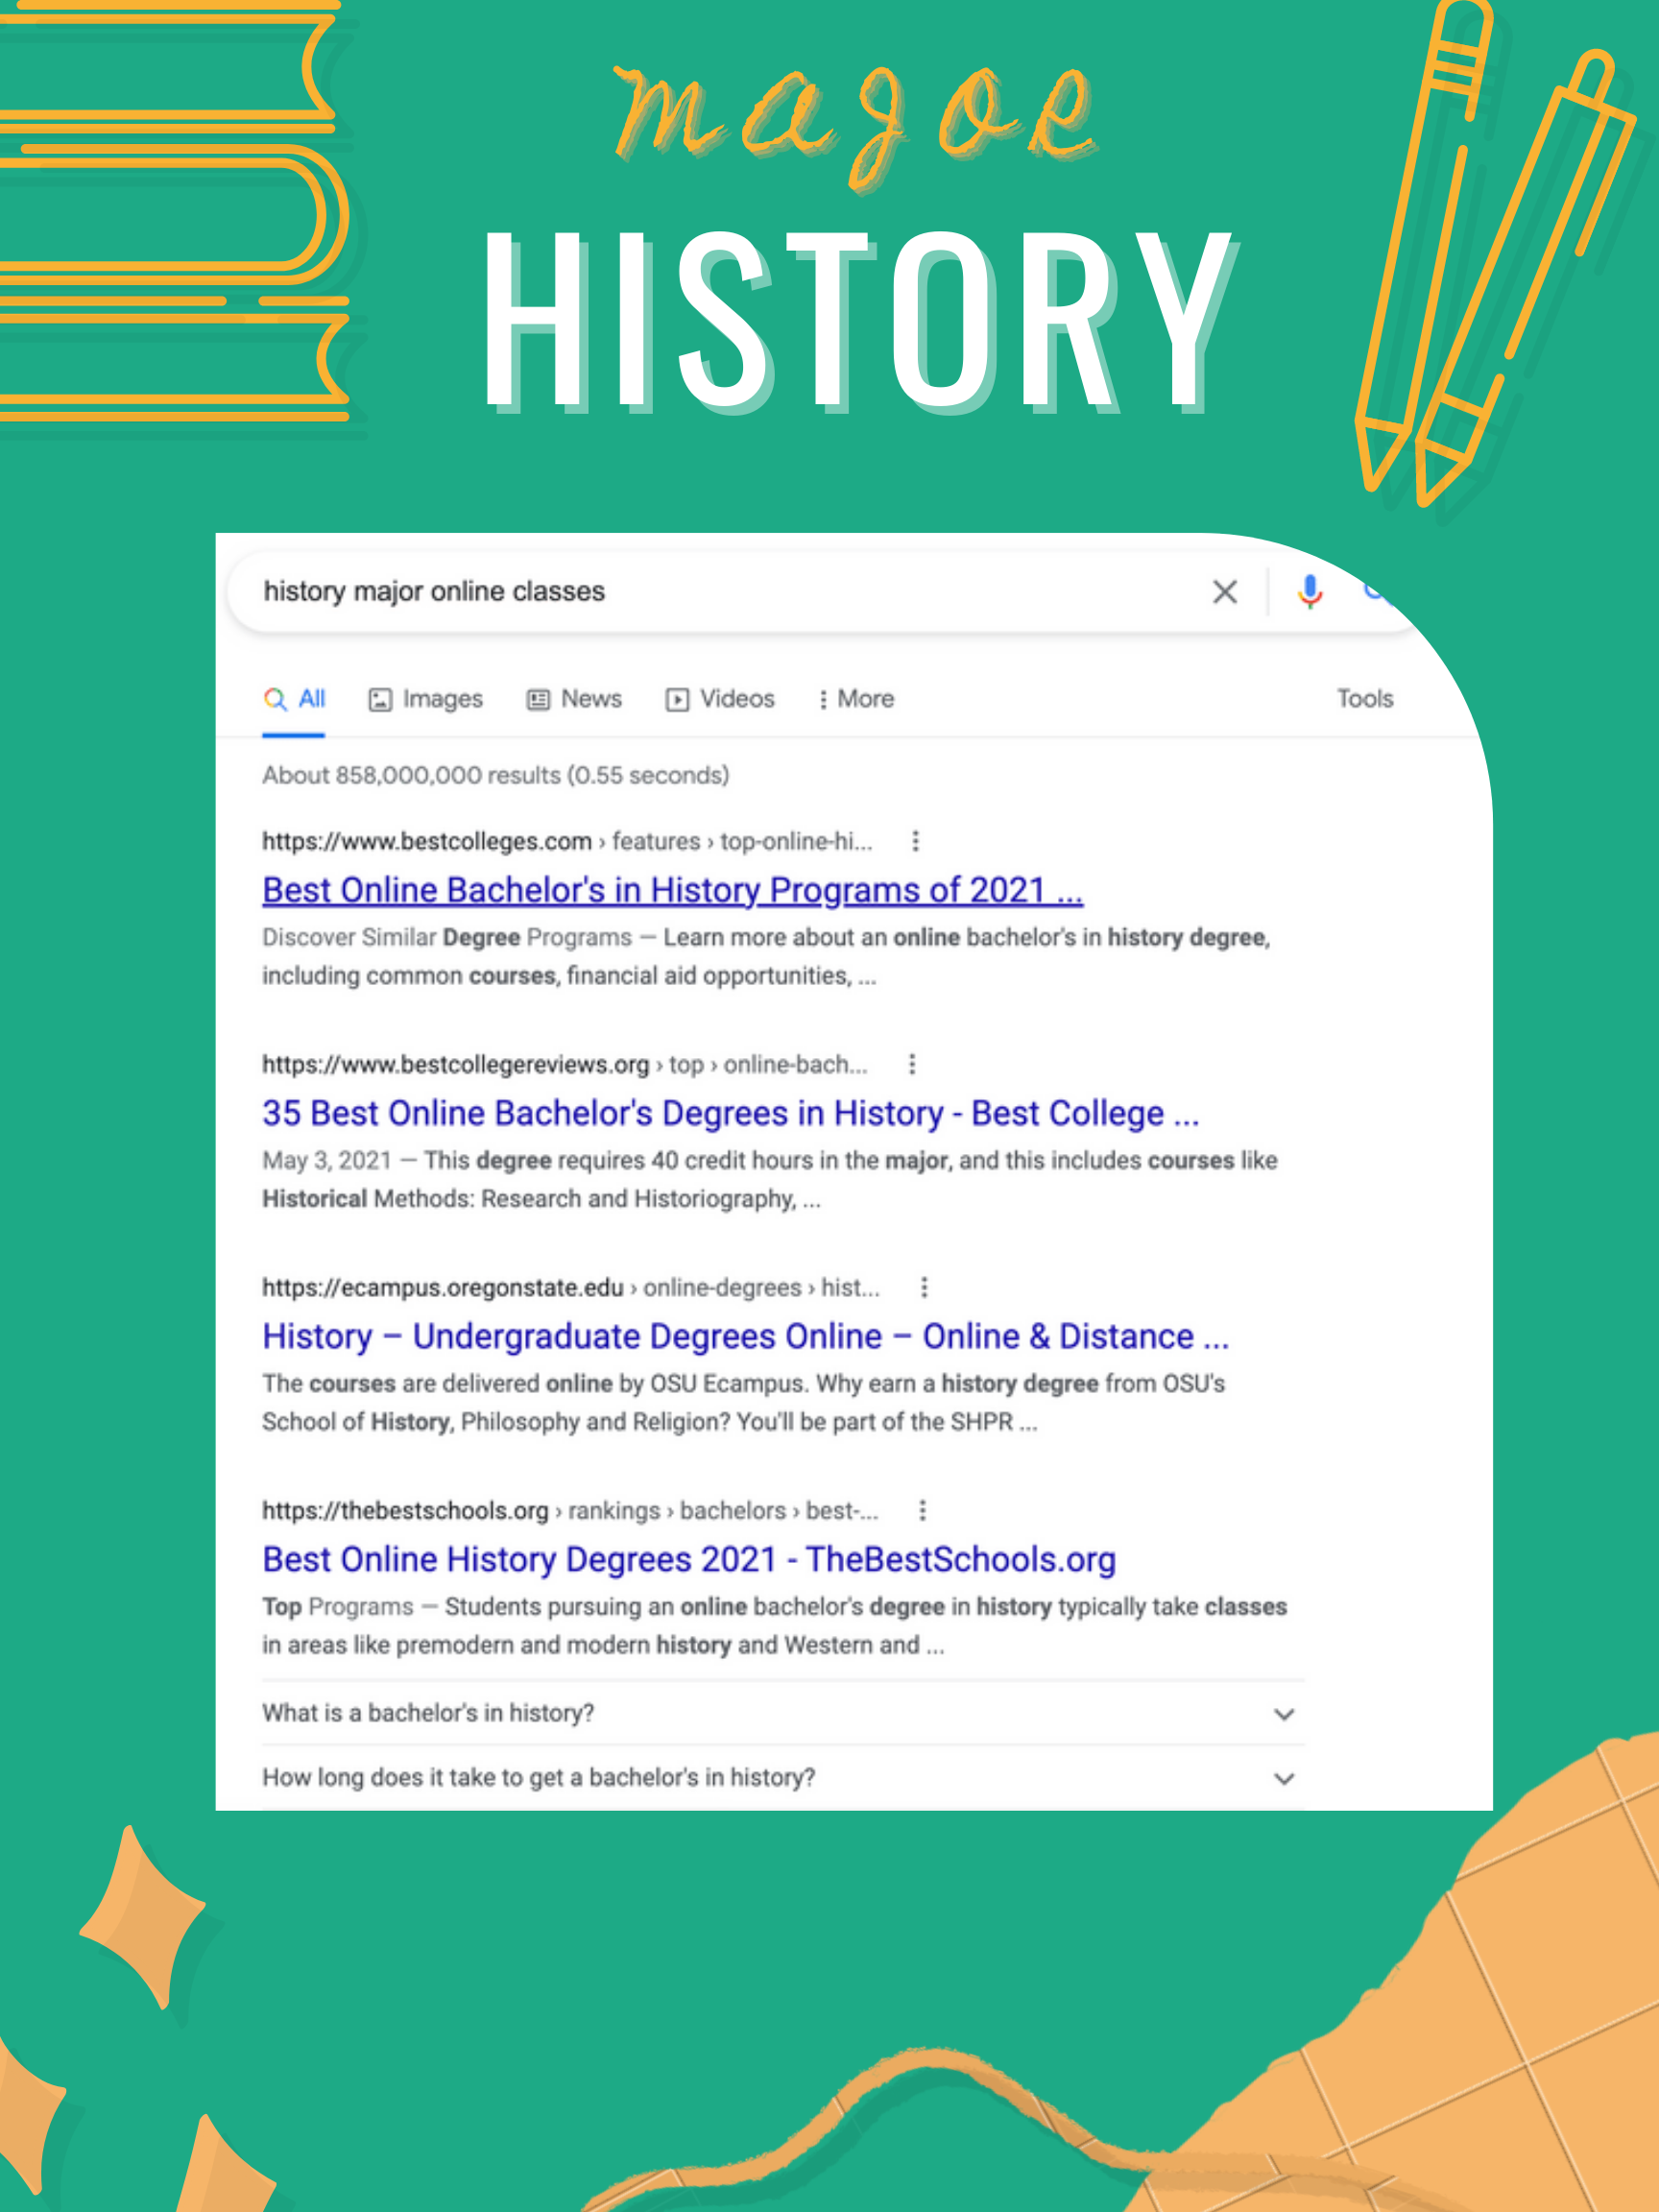 major
HISTORY
history major online classes
All Images News Videos More Tools
About 858,000,000 results (0.55 seconds)
https://www.bestcolleges.com › features › top-online-hi...
Best Online Bachelor's in History Programs of 2021 ...
Discover Similar Degree Programs — Learn more about an online bachelor's in history degree,
including common courses, financial aid opportunities, ...
https://www.bestcollegereviews.org › top › online-bach...
35 Best Online Bachelor's Degrees in History - Best College ...
May 3, 2021 — This degree requires 40 credit hours in the major, and this includes courses like
Historical Methods: Research and Historiography, ...
https://ecampus.oregonstate.edu › online-degrees › hist...
History – Undergraduate Degrees Online – Online & Distance ...
The courses are delivered online by OSU Ecampus. Why earn a history degree from OSU's
School of History, Philosophy and Religion? You'll be part of the SHPR ...
https://thebestschools.org › rankings › bachelors › best-...
Best Online History Degrees 2021 - TheBestSchools.org
Top Programs — Students pursuing an online bachelor's degree in history typically take classes
in areas like premodern and modern history and Western and ...
What is a bachelor's in history?
How long does it take to get a bachelor's in history?